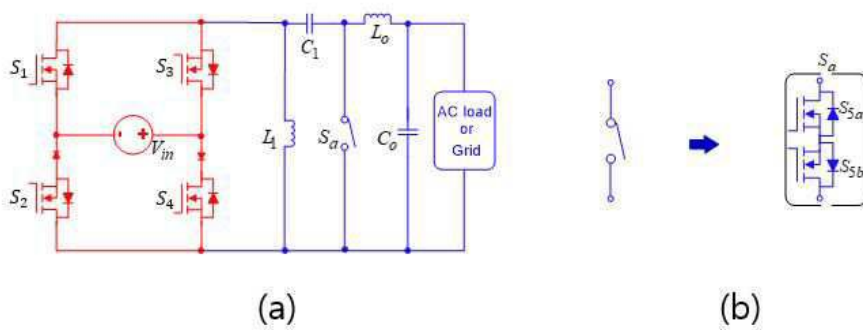 S1
S3
C1
Lo
- +
Vin
L1
Sa
Co
AC load
or
Grid
S2
S4
(a)
Sa
S5a
S5b
(b)